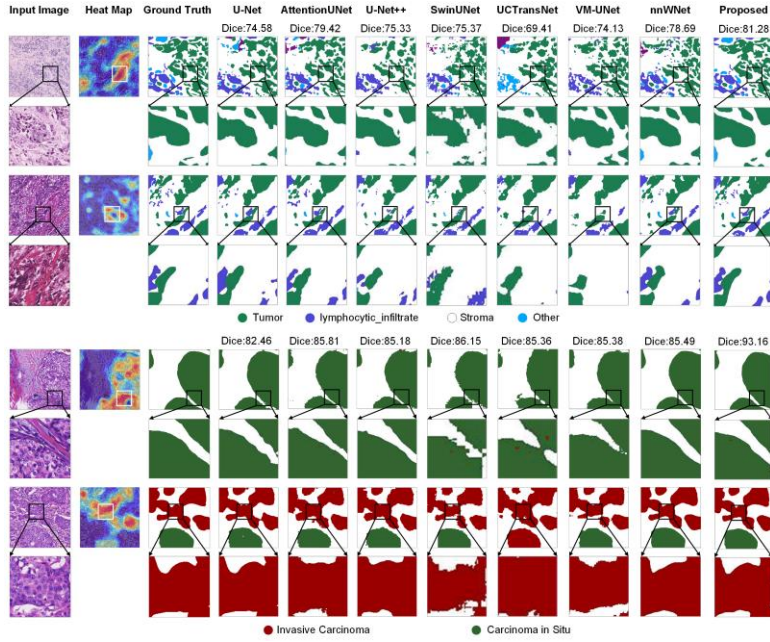 Input Image Heat Map Ground Truth U-Net AttentionUNet U-Net++ SwinUNet UCTransNet VM-UNet nnWNet Proposed
Dice:74.58 Dice:79.42 Dice:75.33 Dice:75.37 Dice:69.41 Dice:74.13 Dice:78.69 Dice:81.28
Tumor lymphocytic_infiltrate Stroma Other
Dice:82.46 Dice:85.81 Dice:85.18 Dice:86.15 Dice:85.36 Dice:85.38 Dice:85.49 Dice:93.16
Invasive Carcinoma Carcinoma in Situ